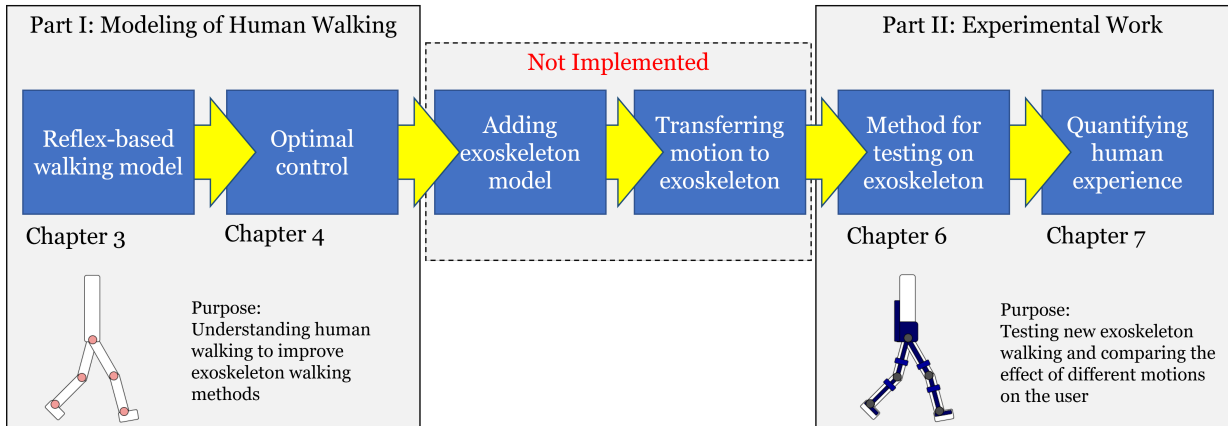 Part I: Modeling of Human Walking
Not Implemented
Part II: Experimental Work
Reflex-based
walking model
Optimal
control
Adding
exoskeleton
model
Transferring
motion to
exoskeleton
Method for
testing on
exoskeleton
Quantifying
human
experience
Chapter 3
Chapter 4
Chapter 6
Chapter 7
Purpose:
Understanding human
walking to improve
exoskeleton walking
methods
Purpose:
Testing new exoskeleton
walking and comparing the
effect of different motions
on the user